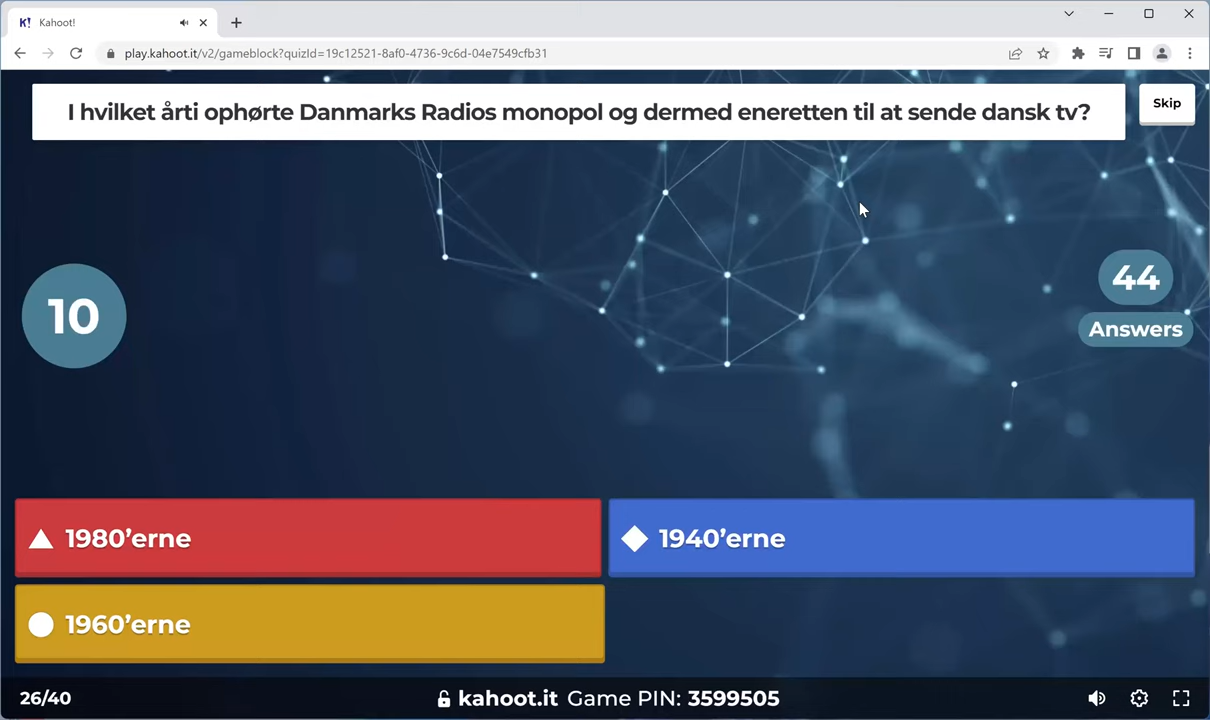 Kahoot!
play.kahoot.it/v2/gameblock?quizId=19c12521-8af0-4736-9c6d-04e7549cfb31
I hvilket årti ophørte Danmarks Radios monopol og dermed eneretten til at sende dansk tv?
Skip
10
44
Answers
1980’erne
1940’erne
1960’erne
26/40
kahoot.it Game PIN: 3599505